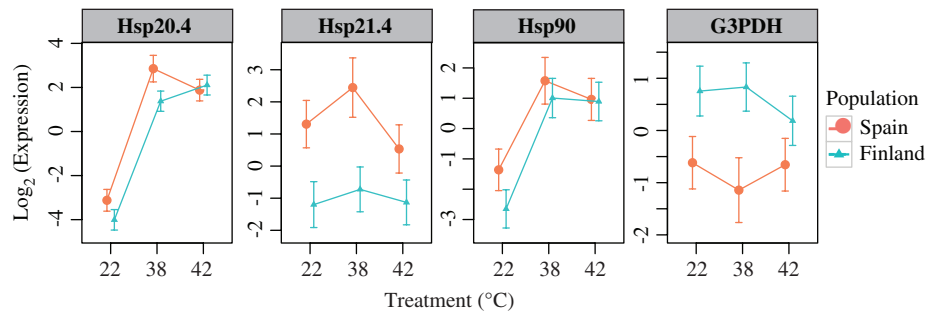 Hsp20.4 Hsp21.4 Hsp90 G3PDH
Log2 (Expression)
4
2
0
-2
-4
3
2
1
0
-1
-2
2
1
-1
-3
1
0
-1
-2
22 38 42 22 38 42 22 38 42 22 38 42
Treatment (°C)
Population
Spain
Finland